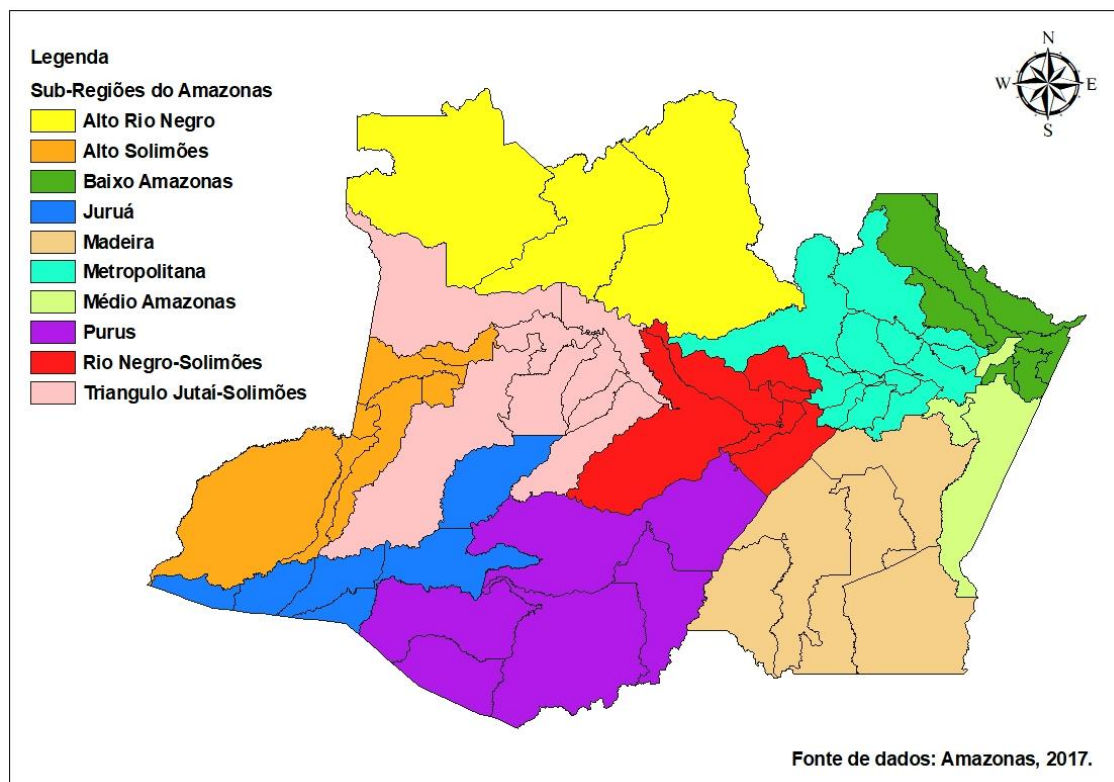 Legenda
Sub-Regiões do Amazonas
Alto Rio Negro
Alto Solimões
Baixo Amazonas
Juruá
Madeira
Metropolitana
Médio Amazonas
Purus
Rio Negro-Solimões
Triangulo Jutaí-Solimões
N
W E
S
Fonte de dados: Amazonas, 2017.